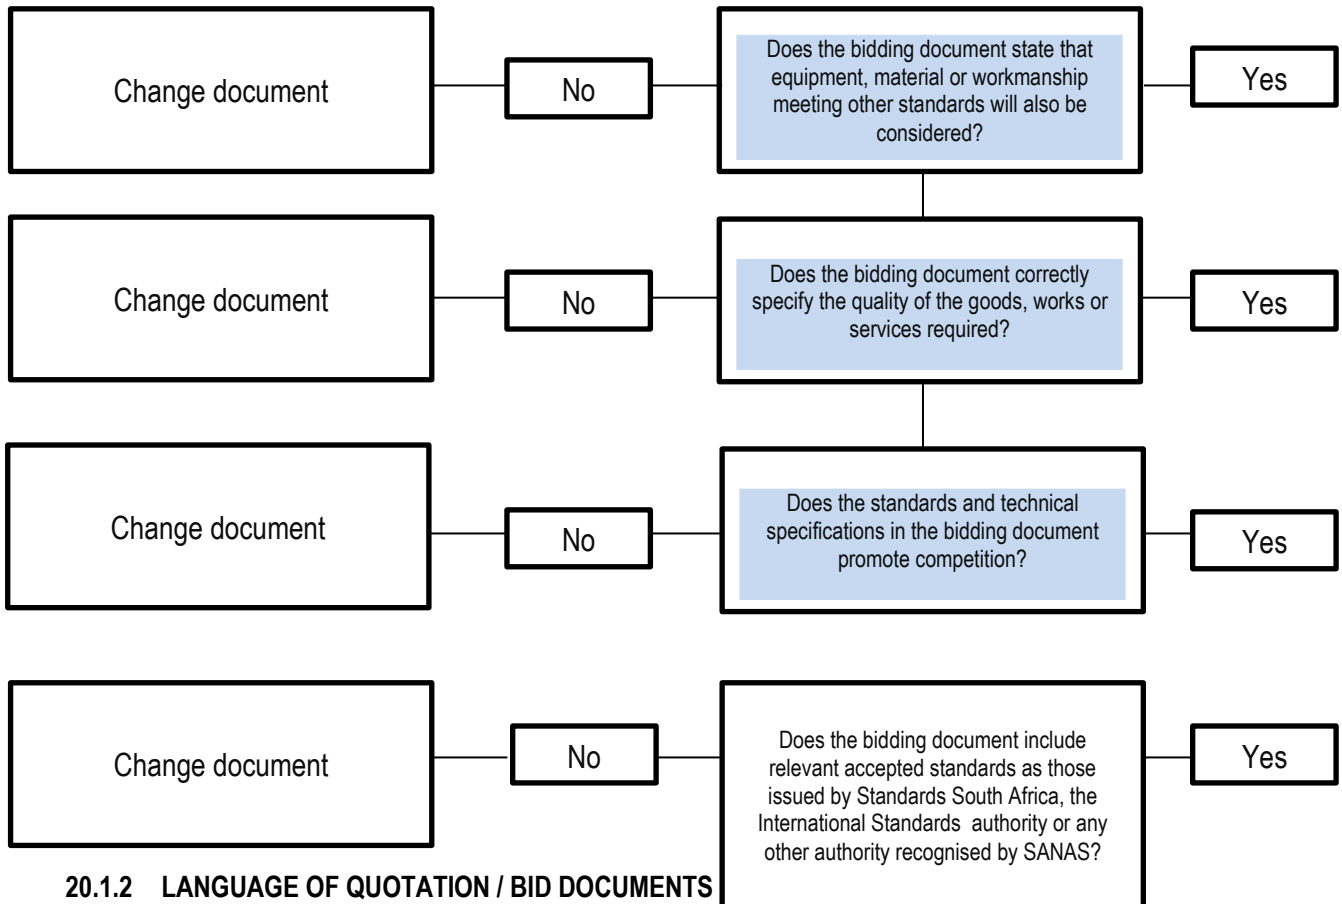 Change document
No
Does the bidding document state that
equipment, material or workmanship
meeting other standards will also be
considered?
Yes
Change document
No
Does the bidding document correctly
specify the quality of the goods, works or
services required?
Yes
Change document
No
Does the standards and technical
specifications in the bidding document
promote competition?
Yes
Change document
No
Does the bidding document include
relevant accepted standards as those
issued by Standards South Africa, the
International Standards authority or any
other authority recognised by SANAS?
Yes
20.1.2 LANGUAGE OF QUOTATION / BID DOCUMENTS